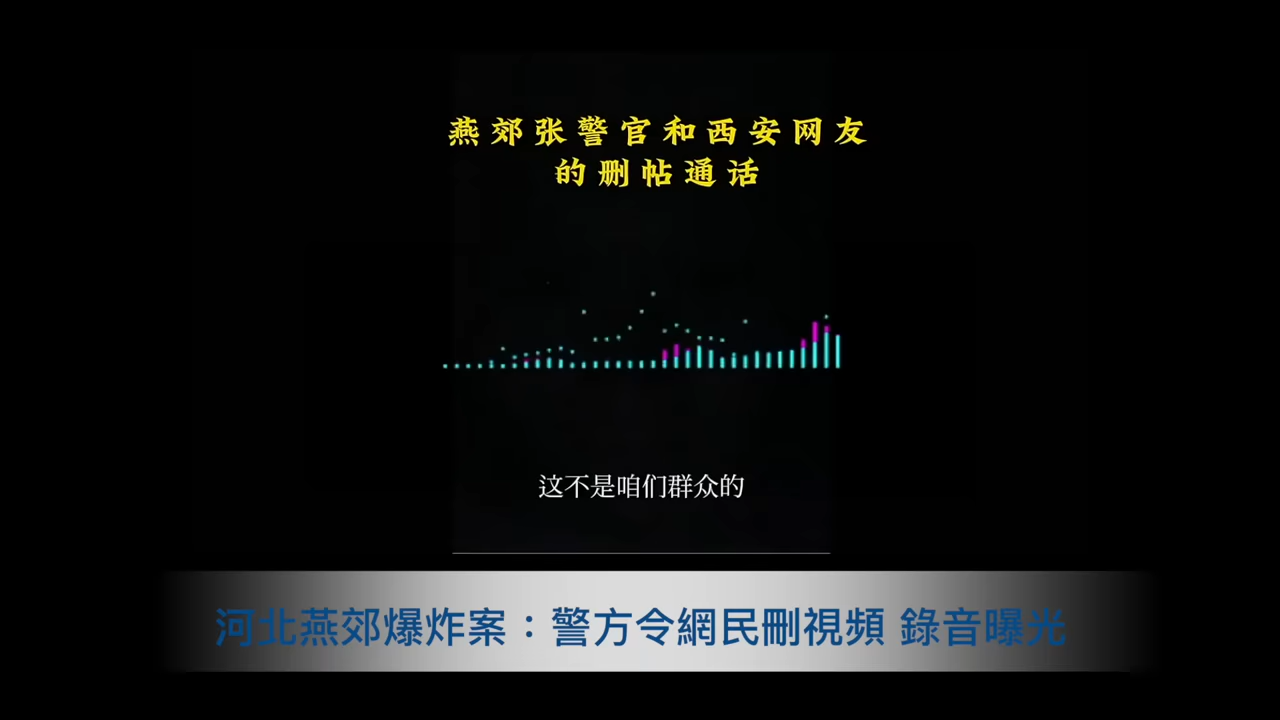 燕郊张警官和西安网友
的删帖通话
这不是咱们群众的
河北燕郊爆炸案：警方令網民刪視頻 錄音曝光